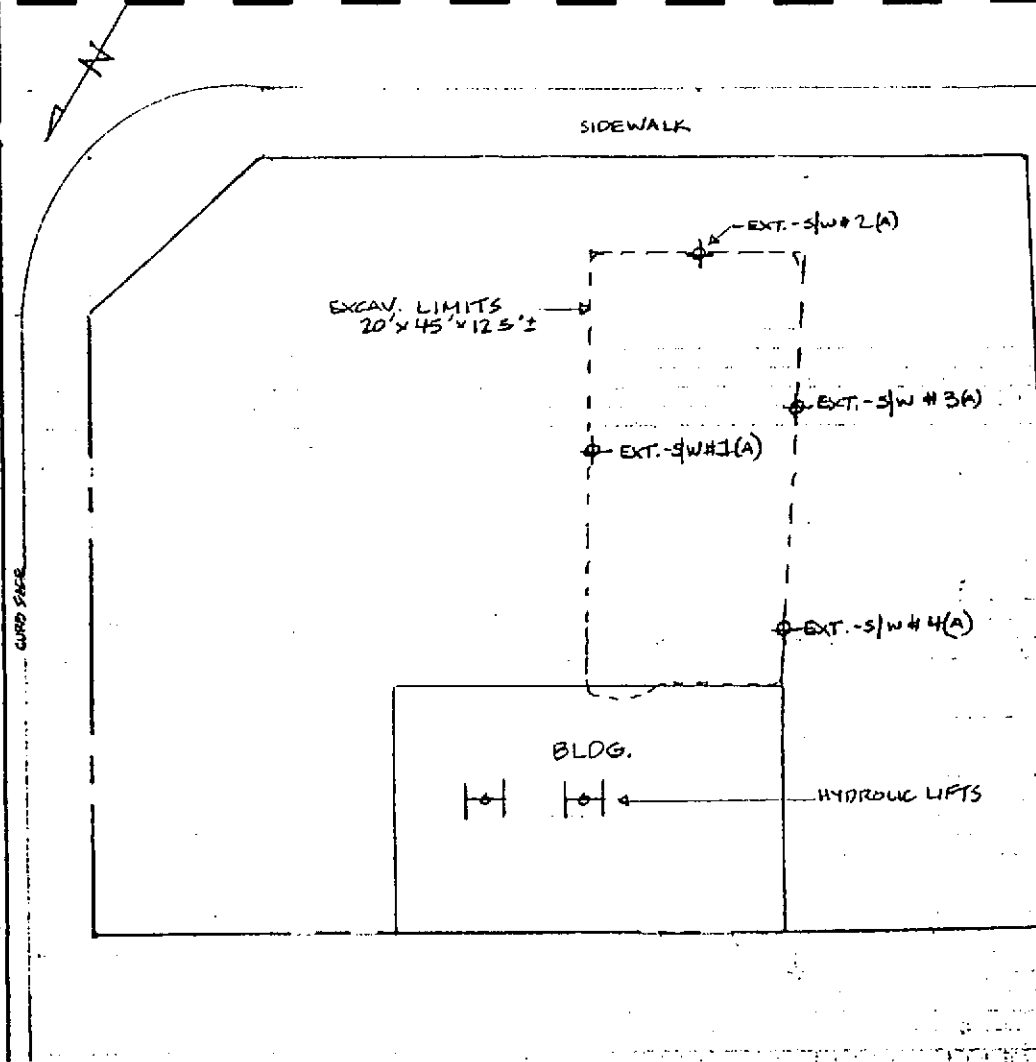 N
SIDEWALK
EXT.-S/W#2(A)
EXCAV. LIMITS
20'x45'x12.5'±
EXT.-S/W #3(A)
EXT.-S/W#1(A)
CURB FACE
EXT.-S/W #4(A)
BLDG.
HYDROLIC LIFTS